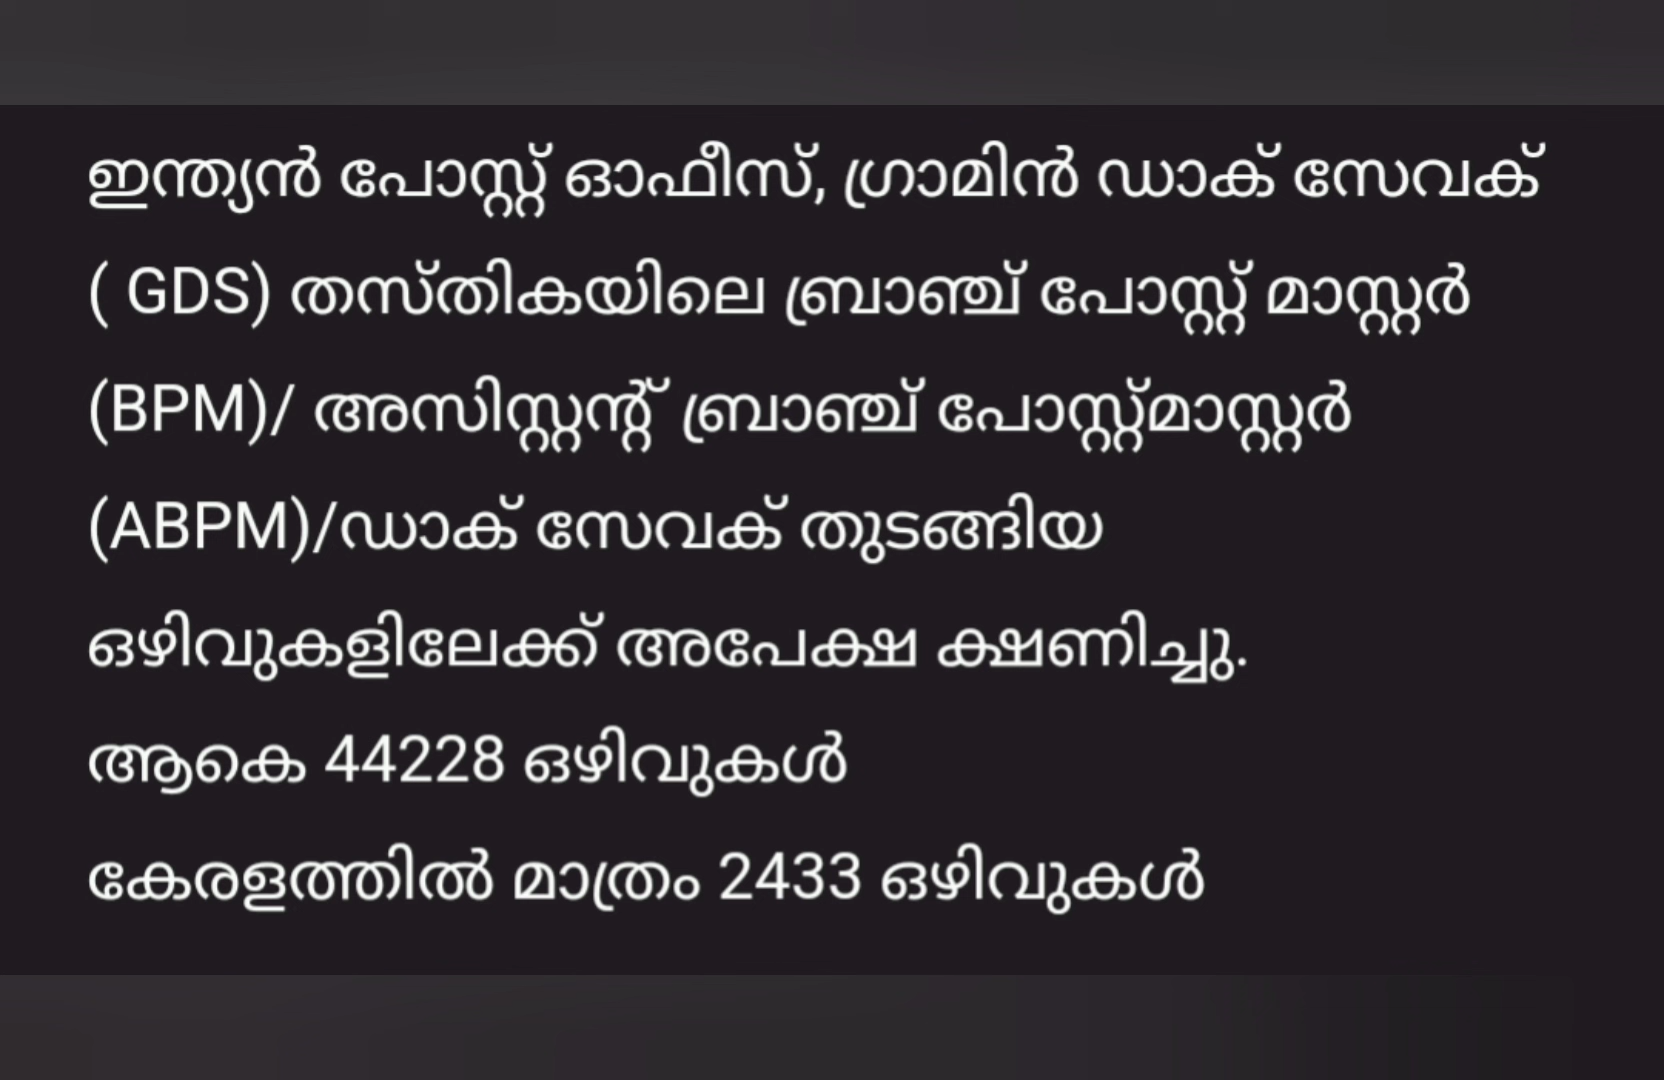 ഇന്ത്യൻ പോസ്റ്റ് ഓഫീസ്, ഗ്രാമിൻ ഡാക് സേവക്
( GDS) തസ്തികയിലെ ബ്രാഞ്ച് പോസ്റ്റ് മാസ്റ്റർ
(BPM)/ അസിസ്റ്റന്റ് ബ്രാഞ്ച് പോസ്റ്റ്മാസ്റ്റർ
(ABPM)/ഡാക് സേവക് തുടങ്ങിയ
ഒഴിവുകളിലേക്ക് അപേക്ഷ ക്ഷണിച്ചു.
ആകെ 44228 ഒഴിവുകൾ
കേരളത്തിൽ മാത്രം 2433 ഒഴിവുകൾ